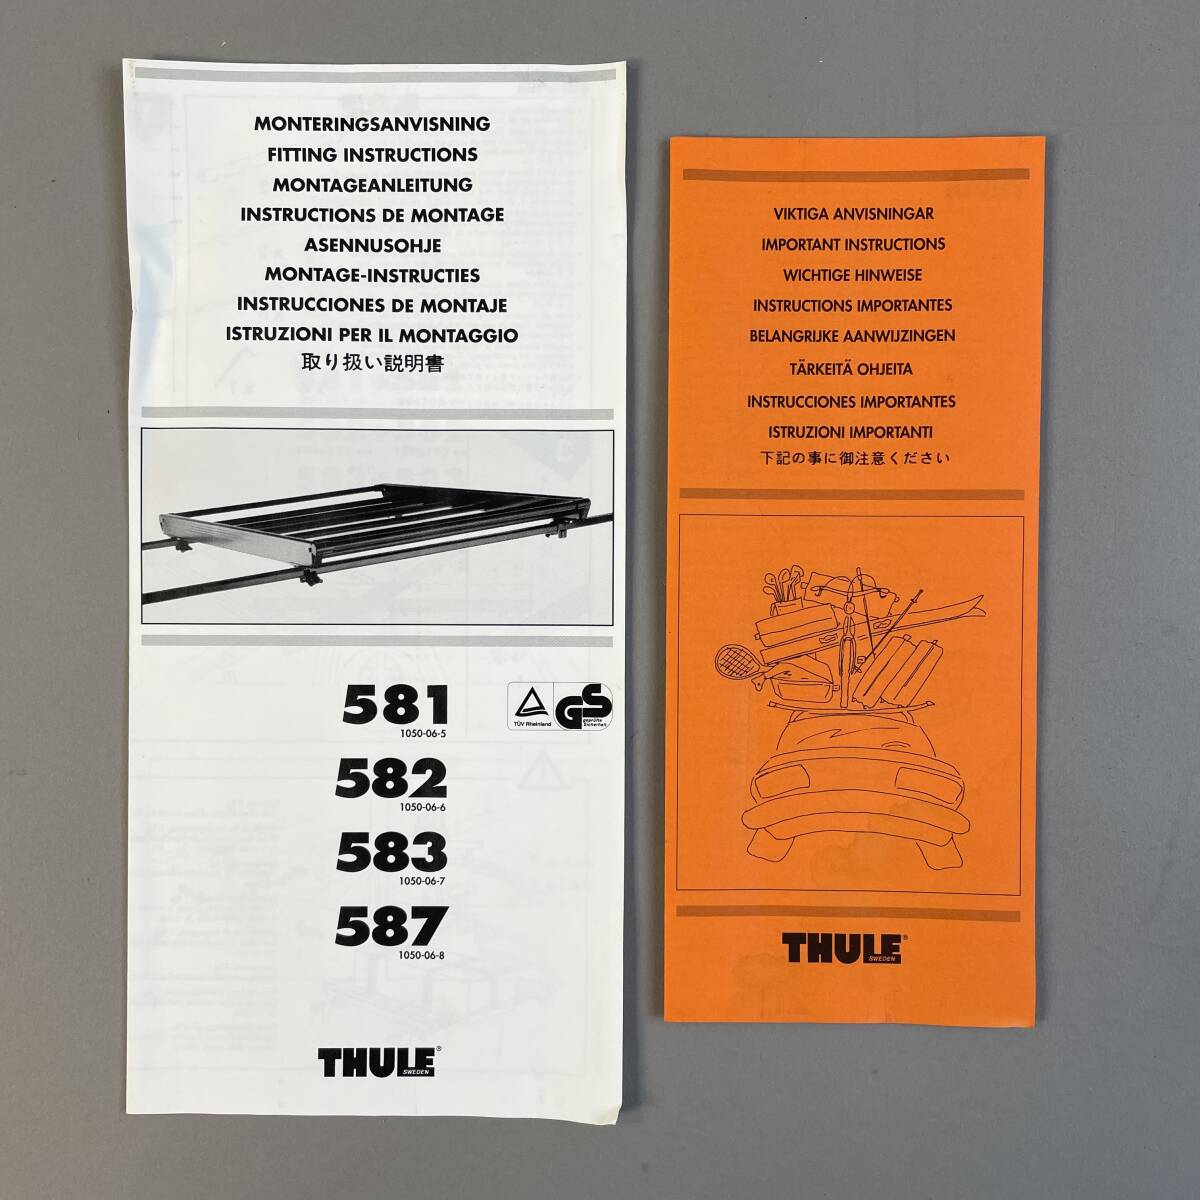 MONTERINGSANVISNING
FITTING INSTRUCTIONS
MONTAGEANLEITUNG
INSTRUCTIONS DE MONTAGE
ASENNUSOHJE
MONTAGE-INSTRUCTIES
INSTRUCCIONES DE MONTAJE
ISTRUZIONI PER IL MONTAGGIO
取り扱い説明書
581
1050-06-5
TÜV Rheinland
GS
geprüfte
Sicherheit
582
1050-06-6
583
1050-06-7
587
1050-06-8
THULE®
SWEDEN
VIKTIGA ANVISNINGAR
IMPORTANT INSTRUCTIONS
WICHTIGE HINWEISE
INSTRUCTIONS IMPORTANTES
BELANGRIJKE AANWIJZINGEN
TÄRKEITÄ OHJEITA
INSTRUCCIONES IMPORTANTES
ISTRUZIONI IMPORTANTI
下記の事に御注意ください
THULE®
SWEDEN